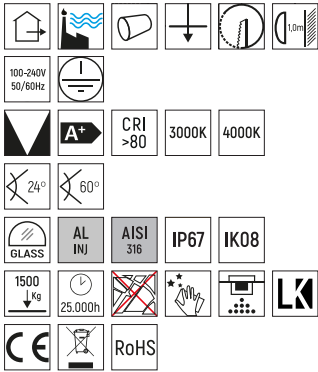 1,0m
100-240V
50/60Hz
A+
CRI
>80
3000K
4000K
24°
60°
GLASS
AL
INJ
AISI
316
IP67
IK08
1500
Kg
25.000h
LK
CE
RoHS